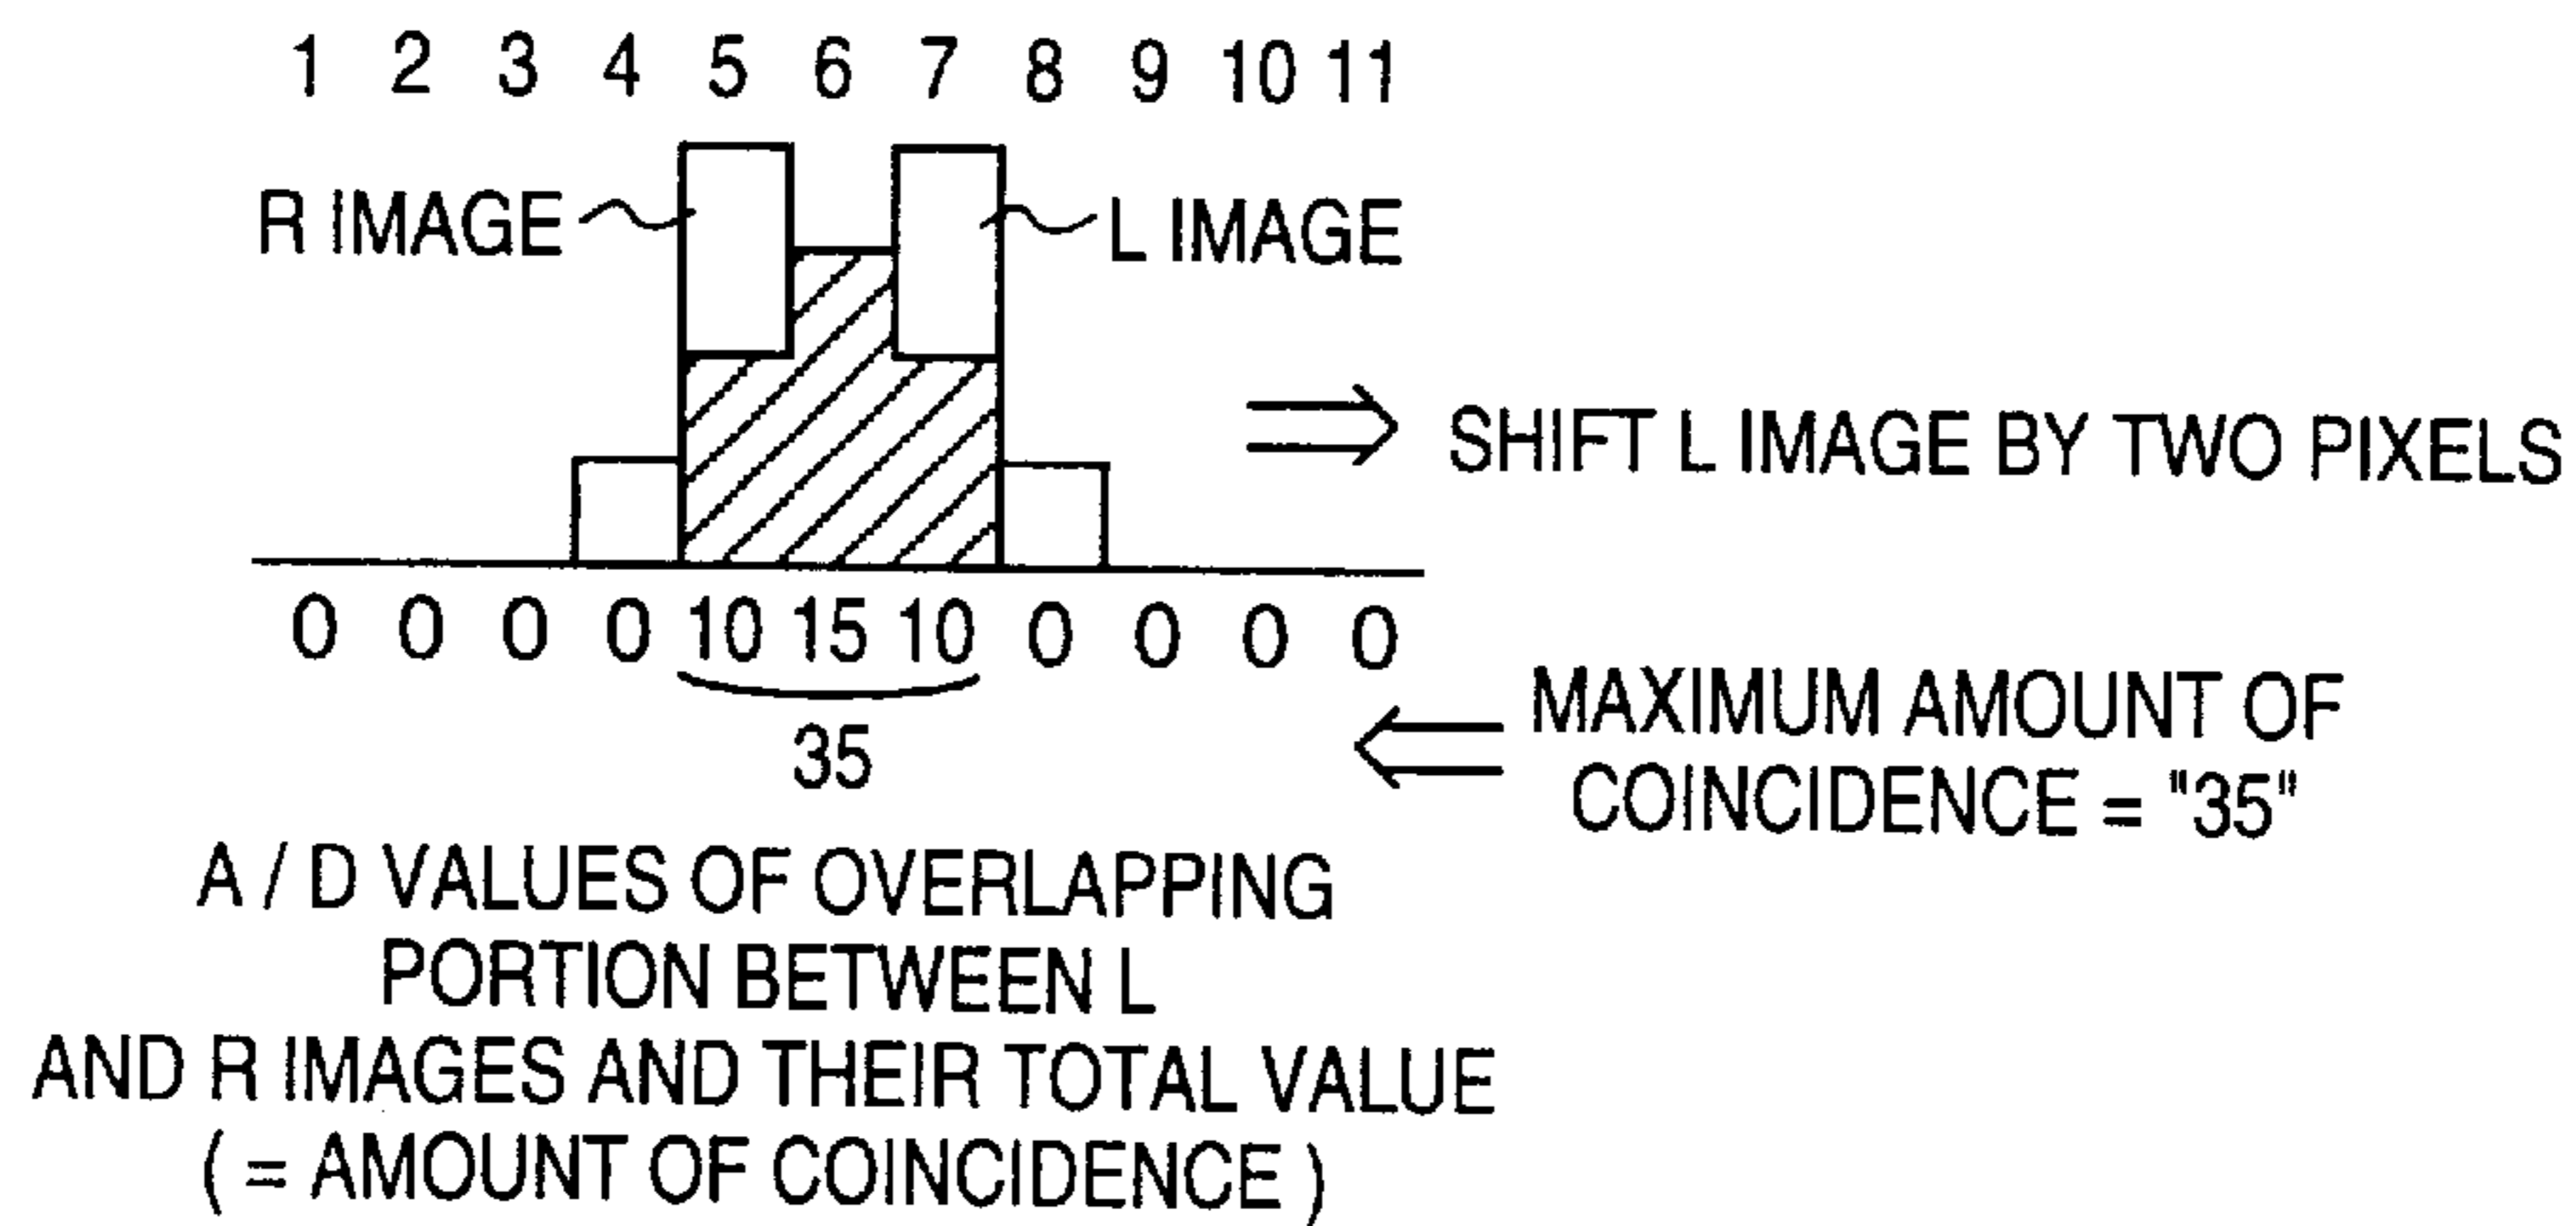 1 2 3 4 5 6 7 8 9 10 11
R IMAGE
L IMAGE
SHIFT L IMAGE BY TWO PIXELS
0 0 0 0 10 15 10 0 0 0 0
35
MAXIMUM AMOUNT OF
COINCIDENCE = "35"
A / D VALUES OF OVERLAPPING
PORTION BETWEEN L
AND R IMAGES AND THEIR TOTAL VALUE
( = AMOUNT OF COINCIDENCE )